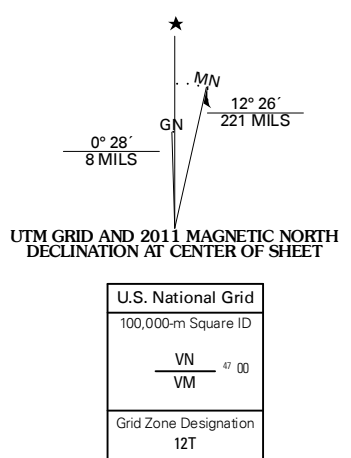 ★
MN
12° 26´
221 MILS
GN
0° 28´
8 MILS
UTM GRID AND 2011 MAGNETIC NORTH
DECLINATION AT CENTER OF SHEET
U.S. National Grid
100,000-m Square ID
VN
47 00
VM
Grid Zone Designation
12T